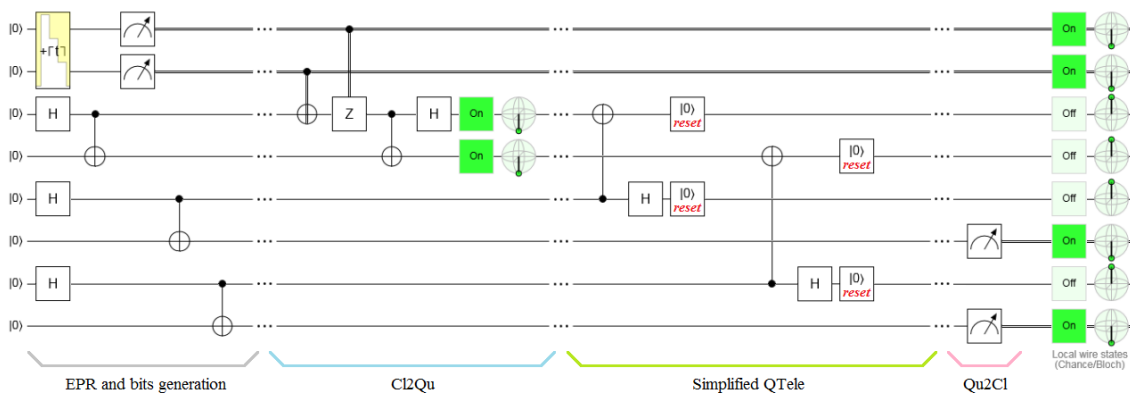 |0⟩ +⌈t⌉ ... ... ... On
|0⟩ ... ... ... On
|0⟩ H ... Z H On ... |0⟩ reset ... Off
|0⟩ ... On ... |0⟩ reset ... Off
|0⟩ H ... ... H |0⟩ reset ... Off
|0⟩ ... ... ... On
|0⟩ H ... ... H |0⟩ reset ... Off
|0⟩ ... ... ... On
EPR and bits generation Cl2Qu Simplified QTele Qu2Cl Local wire states
(Chance/Bloch)